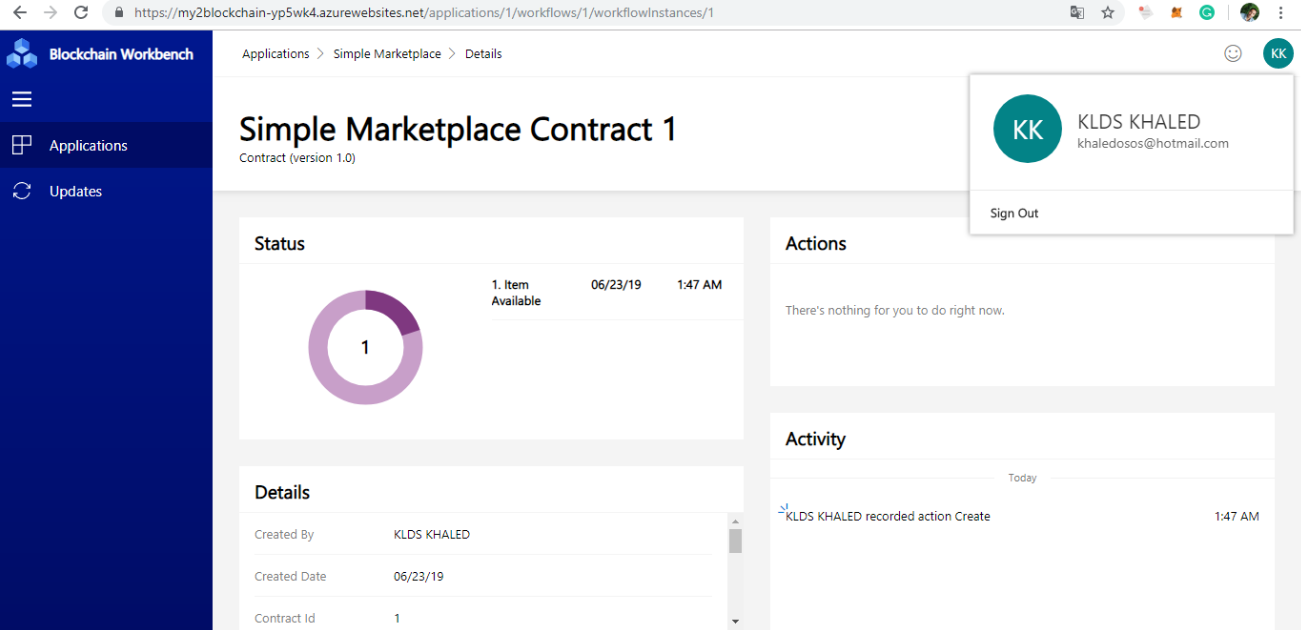 https://my2blockchain-yp5wk4.azurewebsites.net/applications/1/workflows/1/workflowInstances/1
Blockchain Workbench
Applications
Updates
Applications > Simple Marketplace > Details
KK
KK
KLDS KHALED
khaledosos@hotmail.com
Sign Out
Simple Marketplace Contract 1
Contract (version 1.0)
Status
1
1. Item 06/23/19 1:47 AM
Available
Actions
There's nothing for you to do right now.
Details
Created By KLDS KHALED
Created Date 06/23/19
Contract Id 1
Activity
Today
KLDS KHALED recorded action Create 1:47 AM